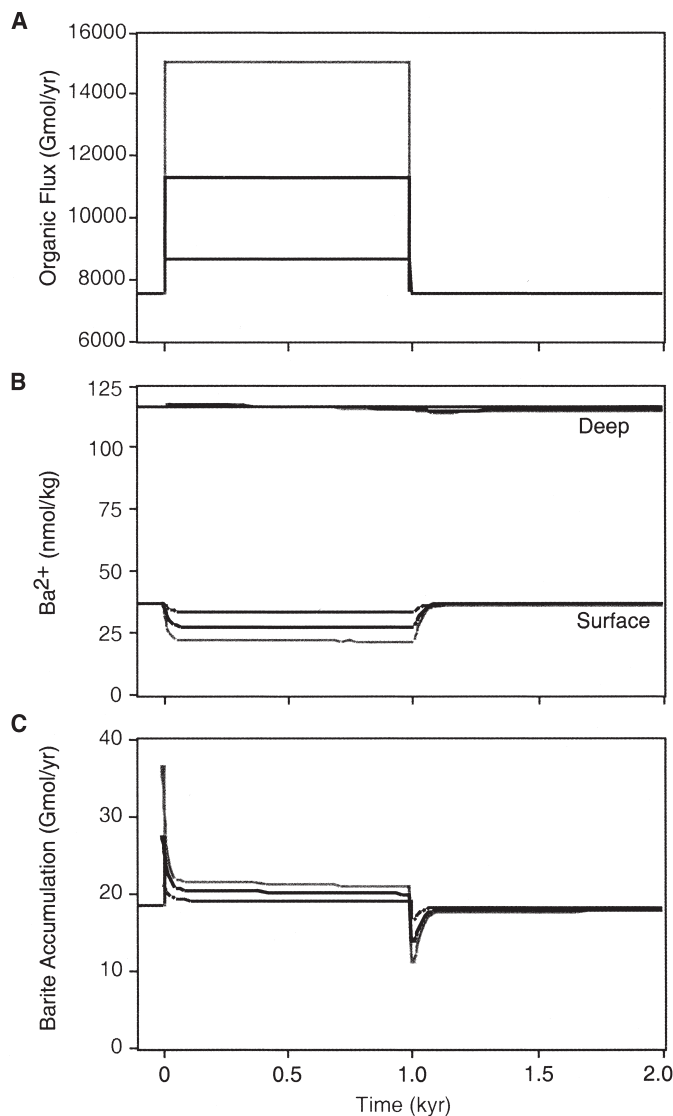 A
16000
14000
12000
10000
8000
6000
Organic Flux (Gmol/yr)
B
125
100
75
50
25
0
Ba2+ (nmol/kg)
Deep
Surface
C
40
30
20
10
0
Barite Accumulation (Gmol/yr)
0 0.5 1.0 1.5 2.0
Time (kyr)